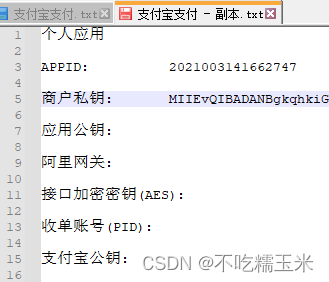 支付宝支付.txt 支付宝支付 - 副本.txt
1 个人应用
2
3 APPID: 2021003141662747
4
5 商户私钥: MIIEvQIBADANBgkqhkiG
6
7 应用公钥:
8
9 阿里网关:
10
11 接口加密密钥(AES):
12
13 收单账号(PID):
14
15 支付宝公钥:
16
CSDN @不吃糯玉米